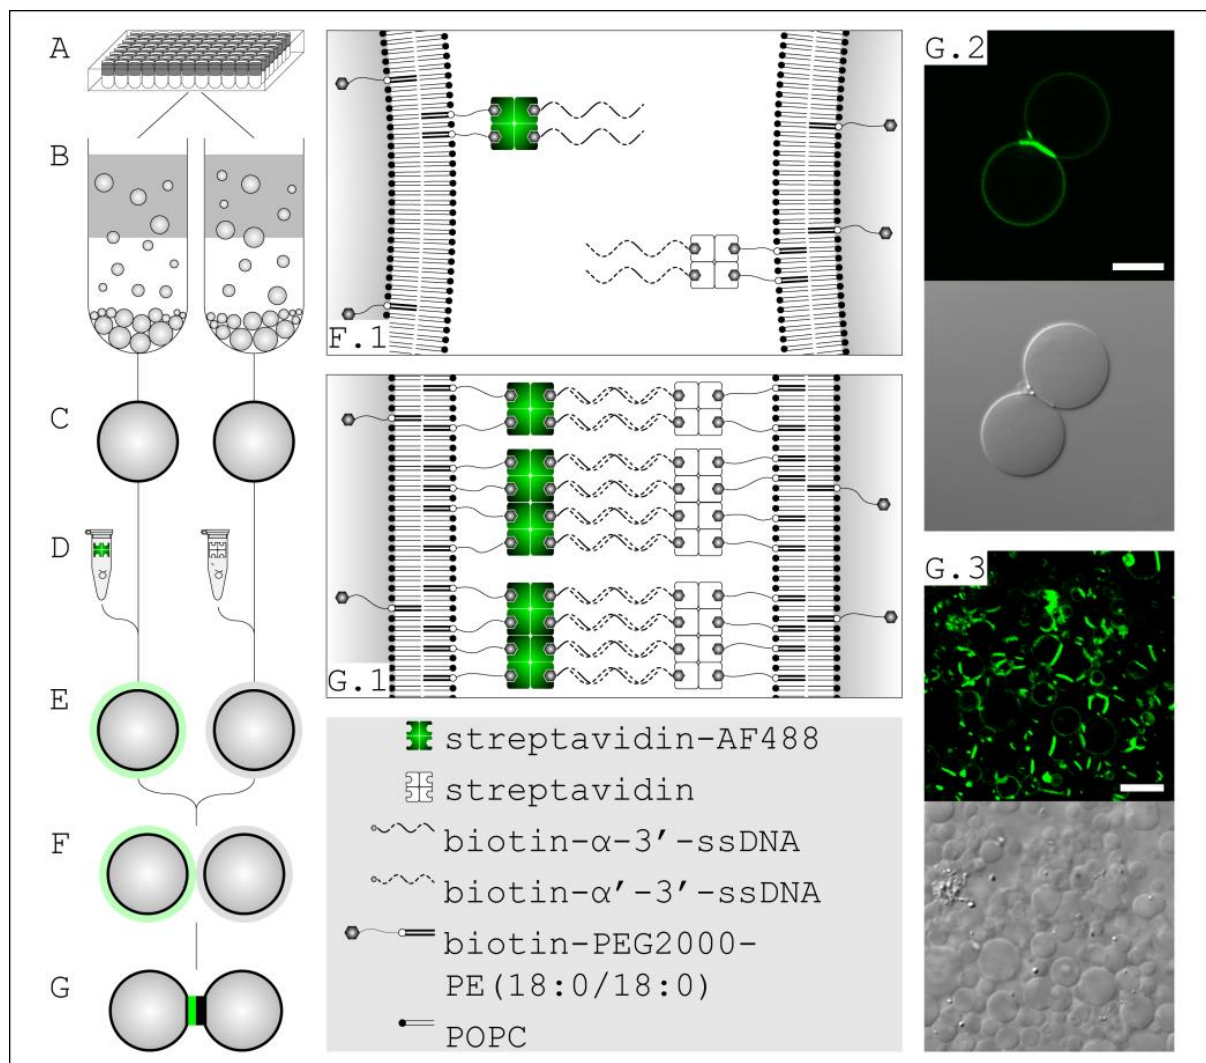 A
B
C
D
E
F
G
F.1
G.1
streptavidin-AF488
streptavidin
biotin-α-3′-ssDNA
biotin-α′-3′-ssDNA
biotin-PEG2000-
PE(18:0/18:0)
POPC
G.2
G.3